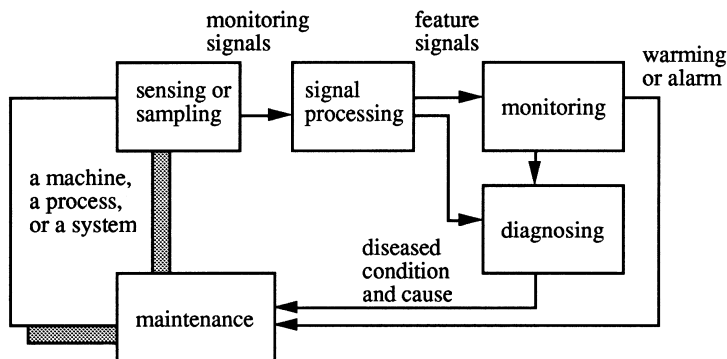 monitoring
signals
feature
signals
warming
or alarm
sensing or
sampling
signal
processing
monitoring
a machine,
a process,
or a system
diagnosing
diseased
condition
and cause
maintenance